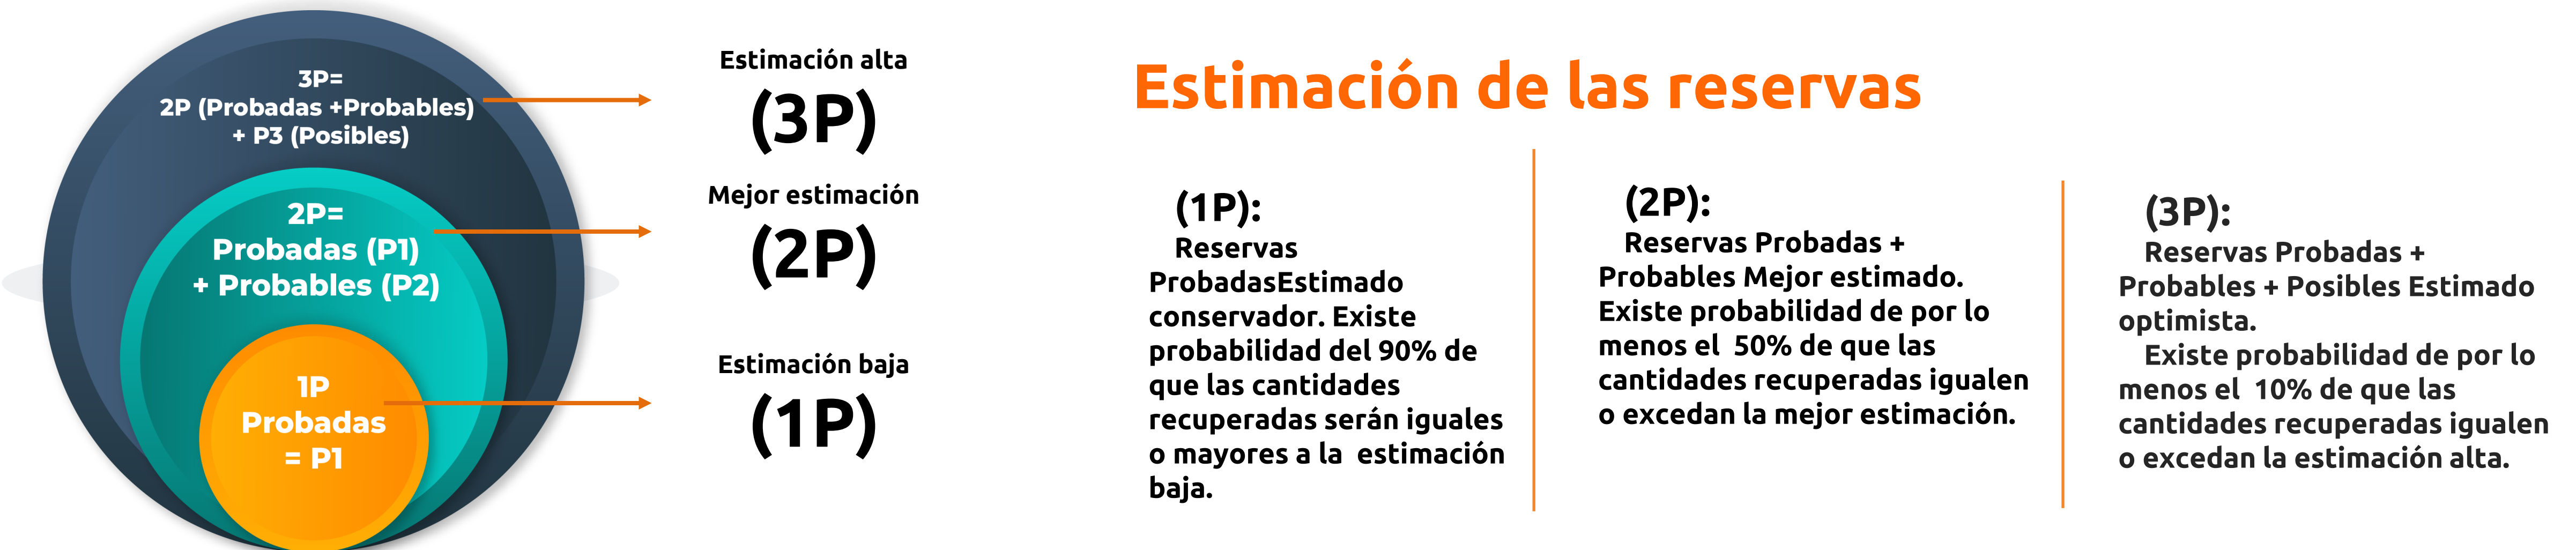 3P=
2P (Probadas +Probables)
+ P3 (Posibles)
2P=
Probadas (P1)
+ Probables (P2)
1P
Probadas
= P1
Estimación alta
(3P)
Mejor estimación
(2P)
Estimación baja
(1P)
Estimación de las reservas
(1P):
Reservas
ProbadasEstimado
conservador. Existe
probabilidad del 90% de
que las cantidades
recuperadas serán iguales
o mayores a la estimación
baja.
(2P):
Reservas Probadas +
Probables Mejor estimado.
Existe probabilidad de por lo
menos el 50% de que las
cantidades recuperadas igualen
o excedan la mejor estimación.
(3P):
Reservas Probadas +
Probables + Posibles Estimado
optimista.
Existe probabilidad de por lo
menos el 10% de que las
cantidades recuperadas igualen
o excedan la estimación alta.